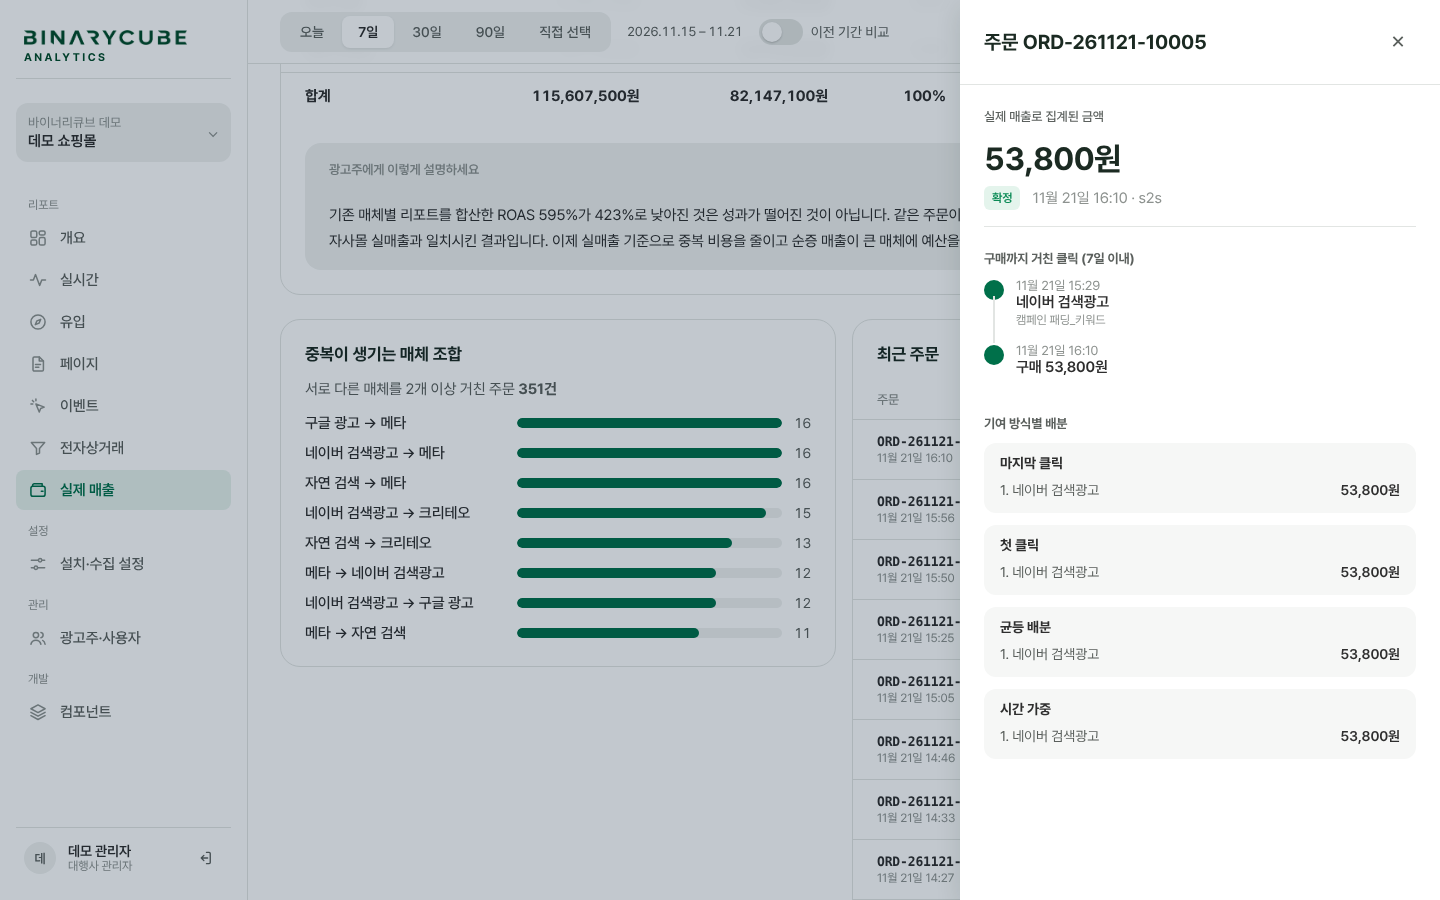 BINARYCUBE
ANALYTICS
바이너리큐브 데모
데모 쇼핑몰
리포트
개요
실시간
유입
페이지
이벤트
전자상거래
실제 매출
설정
설치·수집 설정
관리
광고주·사용자
개발
컴포넌트
데
데모 관리자
대행사 관리자
오늘
7일
30일
90일
직접 선택
2026.11.15 – 11.21
이전 기간 비교
합계 115,607,500원 82,147,100원 100%
광고주에게 이렇게 설명하세요
기존 매체별 리포트를 합산한 ROAS 595%가 423%로 낮아진 것은 성과가 떨어진 것이 아닙니다. 같은 주문이
자사몰 실매출과 일치시킨 결과입니다. 이제 실매출 기준으로 중복 비용을 줄이고 순증 매출이 큰 매체에 예산을
중복이 생기는 매체 조합
서로 다른 매체를 2개 이상 거친 주문 351건
구글 광고 → 메타 16
네이버 검색광고 → 메타 16
자연 검색 → 메타 16
네이버 검색광고 → 크리테오 15
자연 검색 → 크리테오 13
메타 → 네이버 검색광고 12
네이버 검색광고 → 구글 광고 12
메타 → 자연 검색 11
최근 주문
주문
ORD-261121-
11월 21일 16:10
ORD-261121-
11월 21일 15:56
ORD-261121-
11월 21일 15:50
ORD-261121-
11월 21일 15:25
ORD-261121-
11월 21일 15:05
ORD-261121-
11월 21일 14:46
ORD-261121-
11월 21일 14:33
ORD-261121-
11월 21일 14:27
주문 ORD-261121-10005
실제 매출로 집계된 금액
53,800원
확정 11월 21일 16:10 · s2s
구매까지 거친 클릭 (7일 이내)
11월 21일 15:29
네이버 검색광고
캠페인 패딩_키워드
11월 21일 16:10
구매 53,800원
기여 방식별 배분
마지막 클릭
1. 네이버 검색광고 53,800원
첫 클릭
1. 네이버 검색광고 53,800원
균등 배분
1. 네이버 검색광고 53,800원
시간 가중
1. 네이버 검색광고 53,800원